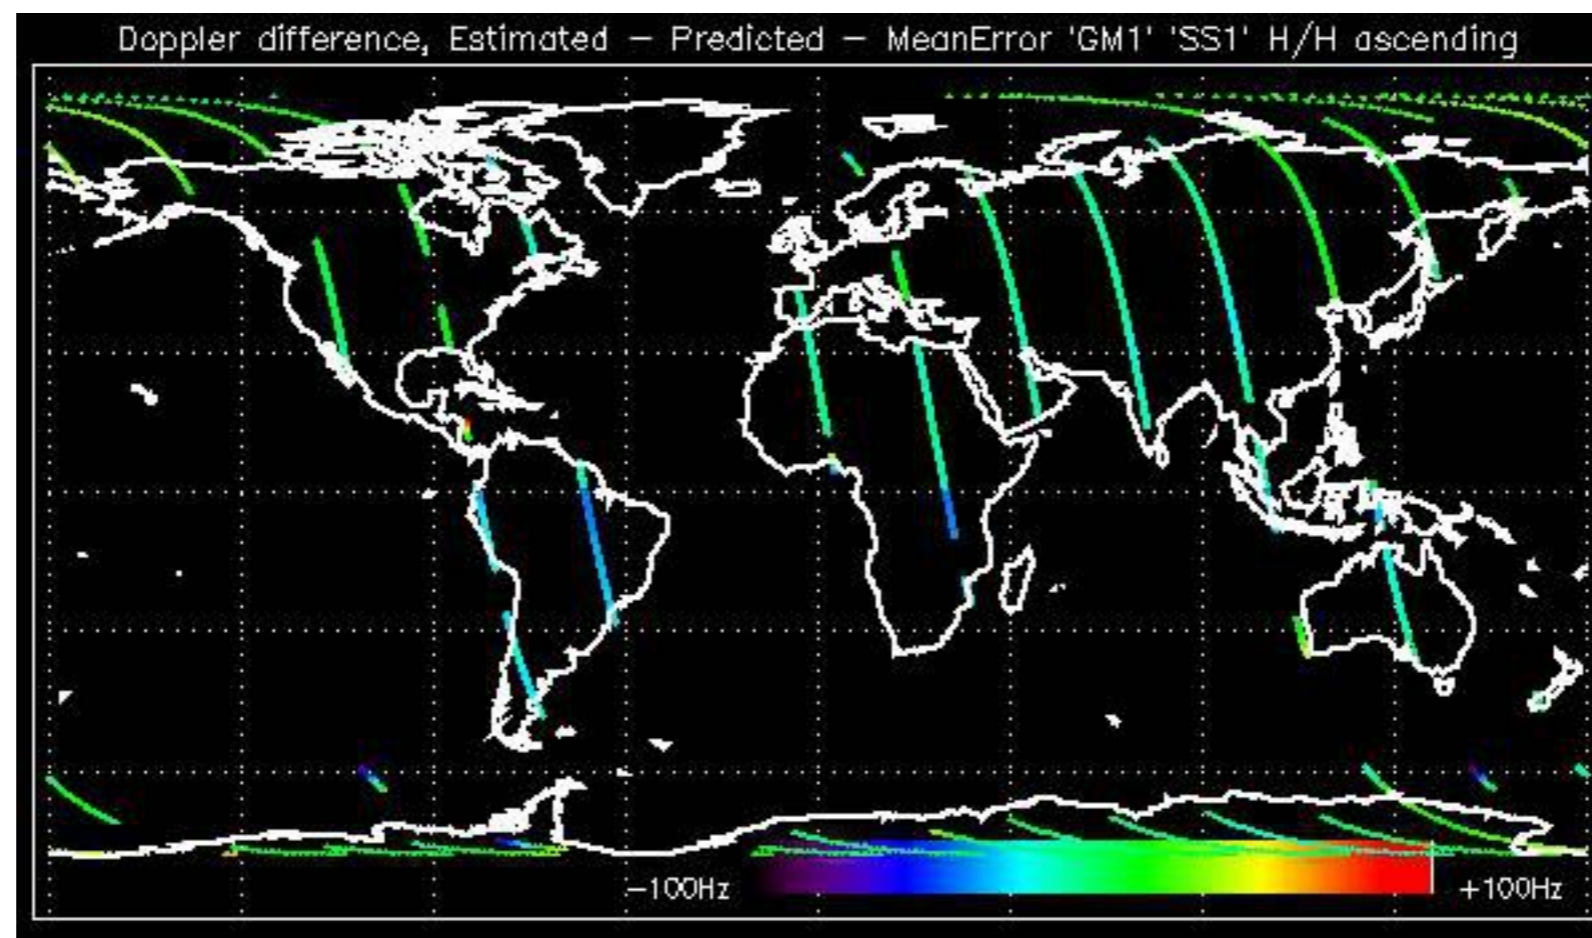 Doppler difference, Estimated – Predicted – MeanError 'GM1' 'SS1' H/H ascending
–100Hz
+100Hz